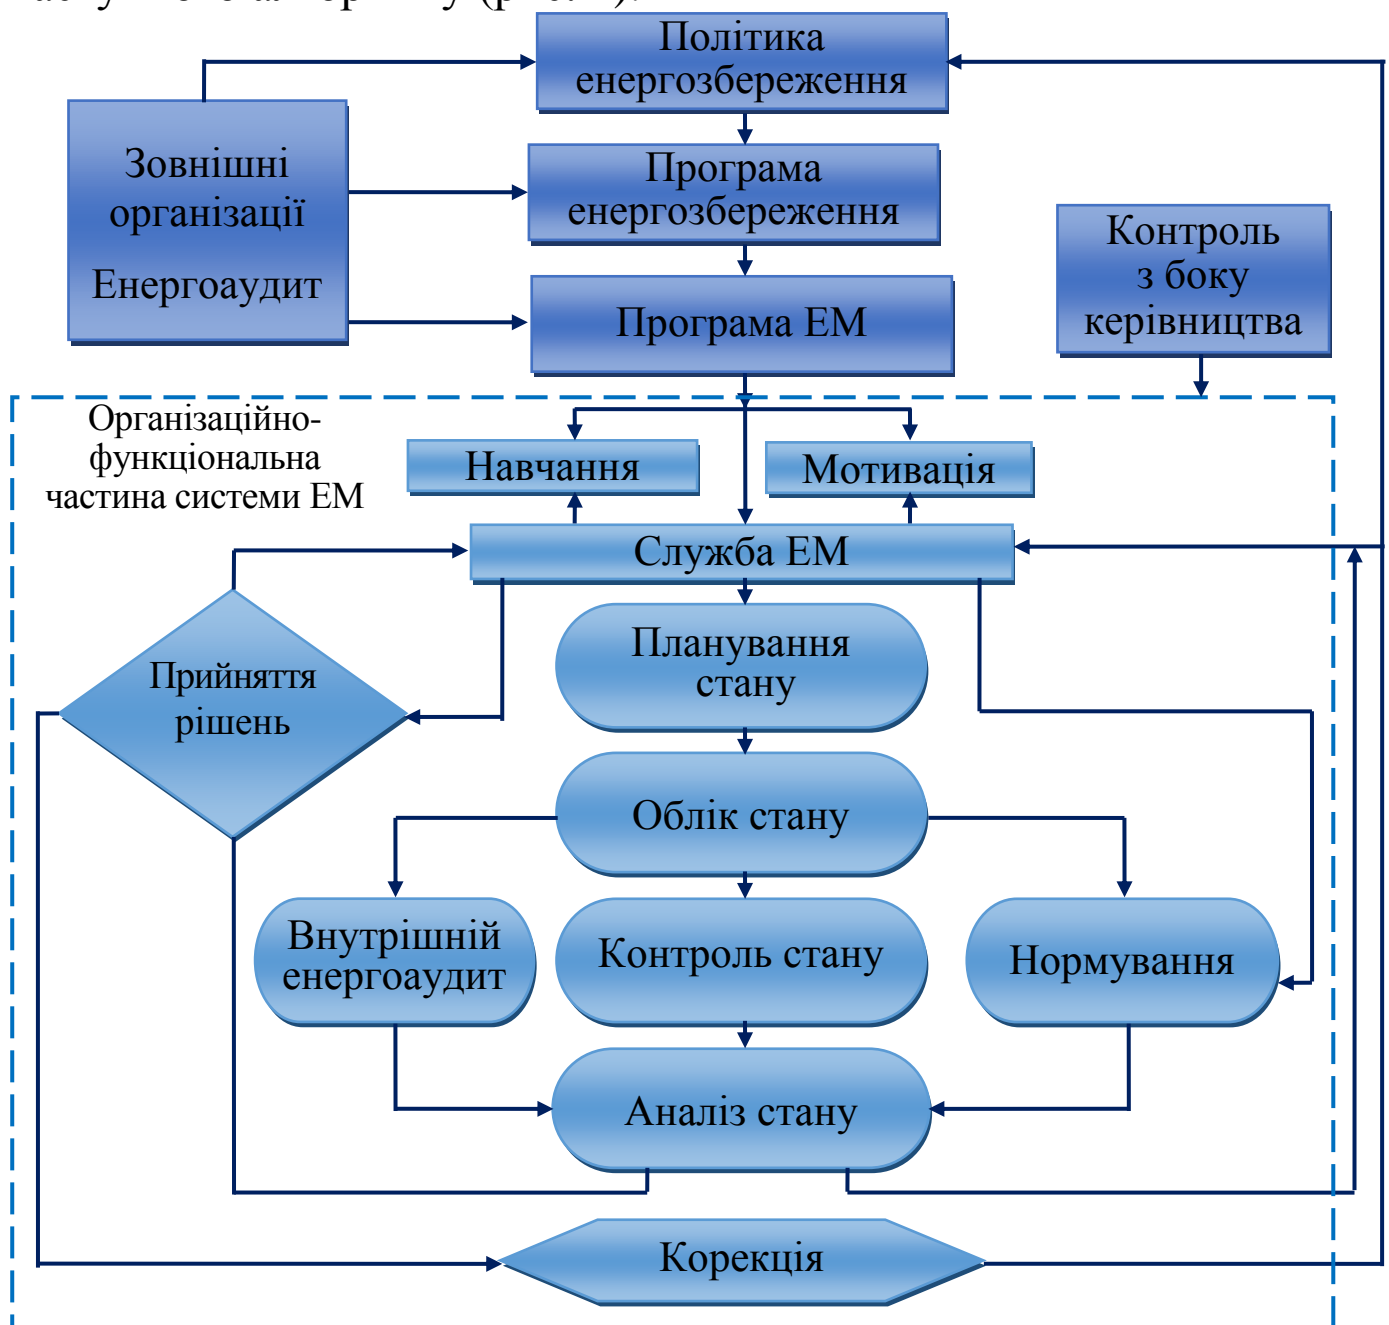 Політика
енергозбереження
Зовнішні
організації
Енергоаудит
Програма
енергозбереження
Контроль
з боку
керівництва
Програма ЕМ
Організаційно-
функціональна
частина системи ЕМ
Навчання
Мотивація
Служба ЕМ
Прийняття
рішень
Планування
стану
Облік стану
Внутрішній
енергоаудит
Контроль стану
Нормування
Аналіз стану
Корекція